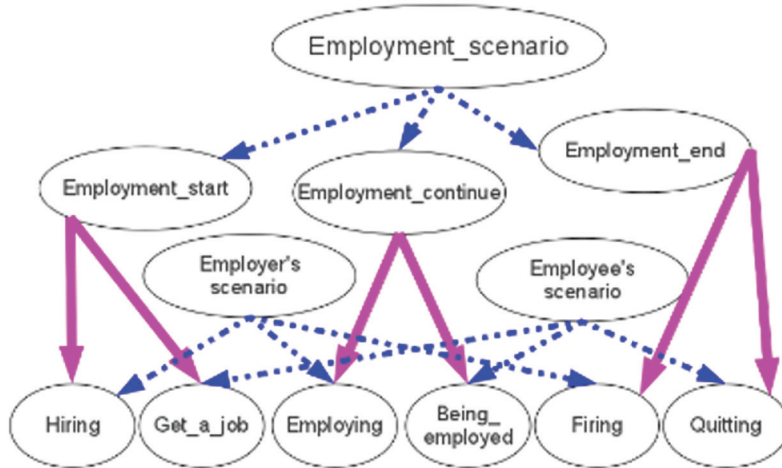 Employment_scenario
Employment_end
Employment_start
Employment_continue
Employer's
scenario
Employee's
scenario
Hiring
Get_a_job
Employing
Being_
employed
Firing
Quitting